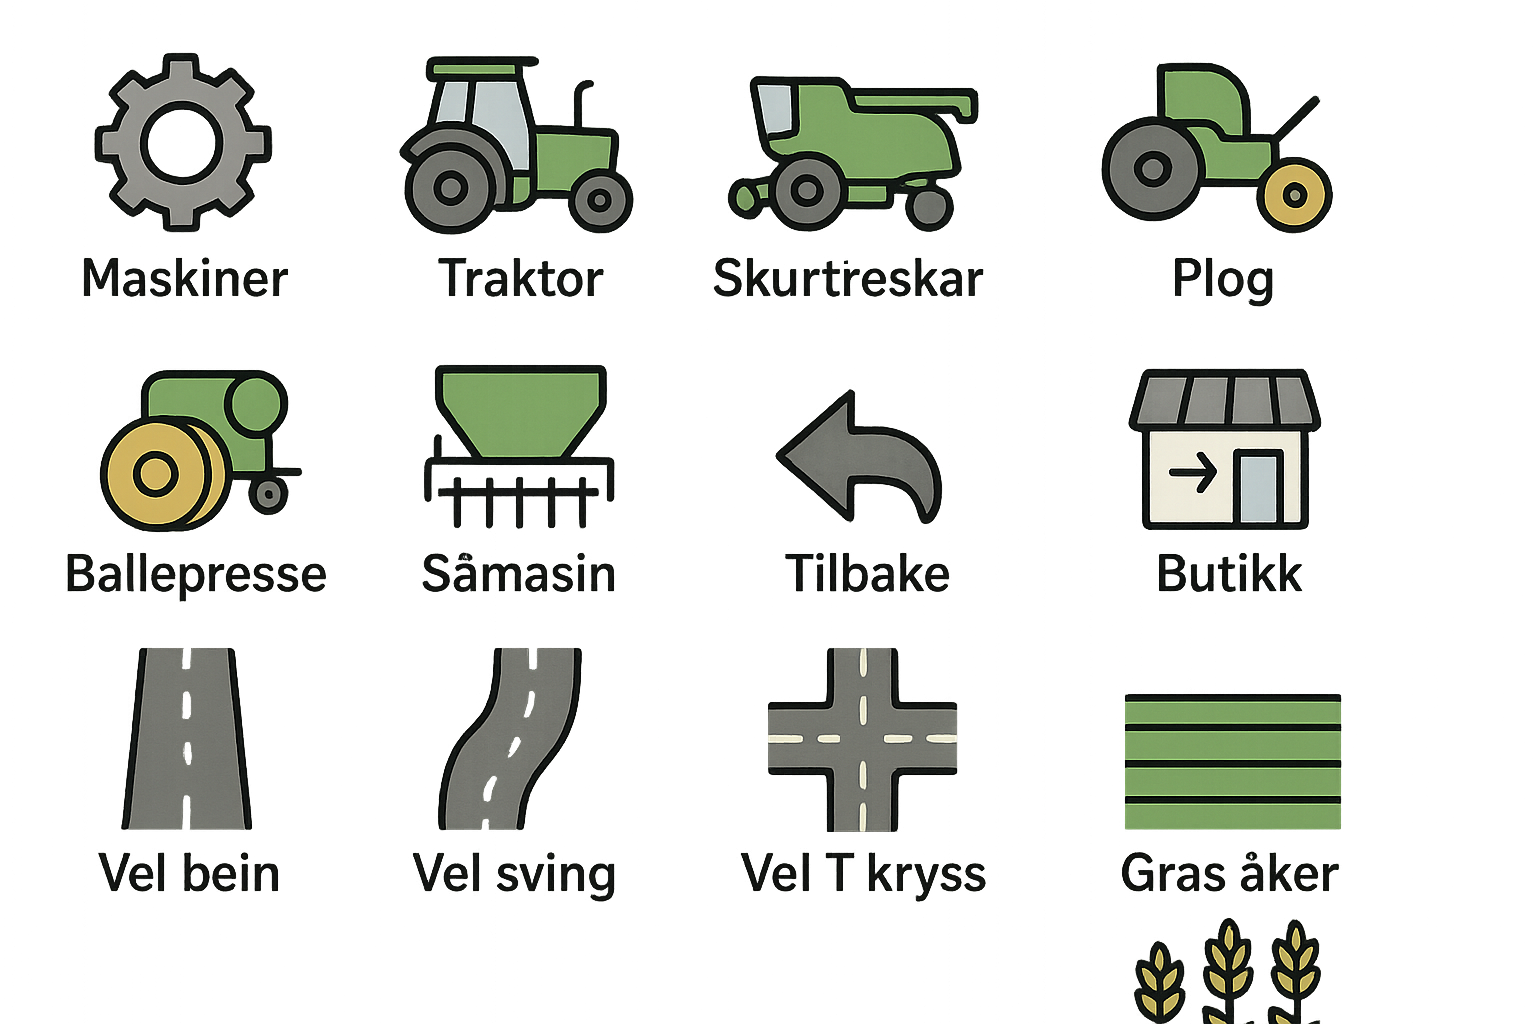 Maskiner
Traktor
Skurtreskar
Plog
Ballepresse
Såmasin
Tilbake
Butikk
Vel bein
Vel sving
Vel T kryss
Gras åker